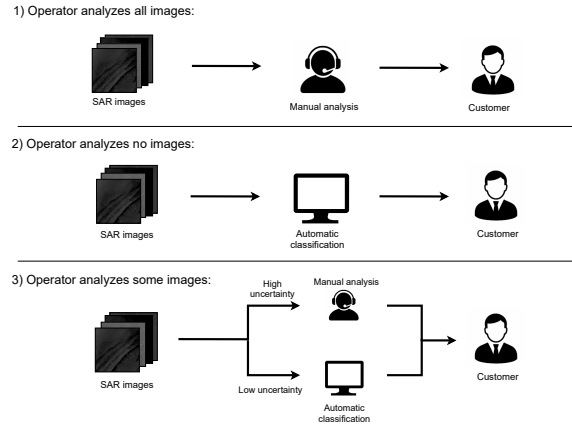 1) Operator analyzes all images:
SAR images
Manual analysis
Customer
2) Operator analyzes no images:
SAR images
Automatic
classification
Customer
3) Operator analyzes some images:
High
uncertainty
Manual analysis
SAR images
Low uncertainty
Automatic
classification
Customer